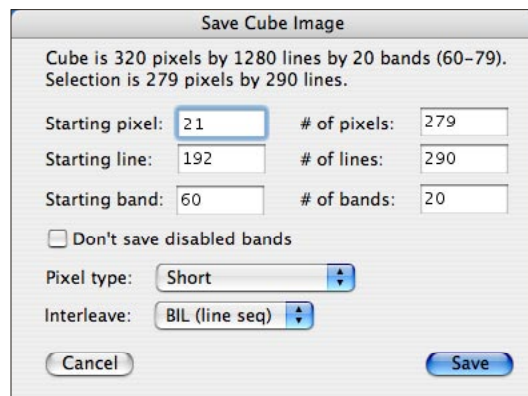 Save Cube Image
Cube is 320 pixels by 1280 lines by 20 bands (60–79).
Selection is 279 pixels by 290 lines.
Starting pixel: 21 # of pixels: 279
Starting line: 192 # of lines: 290
Starting band: 60 # of bands: 20
Don't save disabled bands
Pixel type: Short
Interleave: BIL (line seq)
Cancel Save